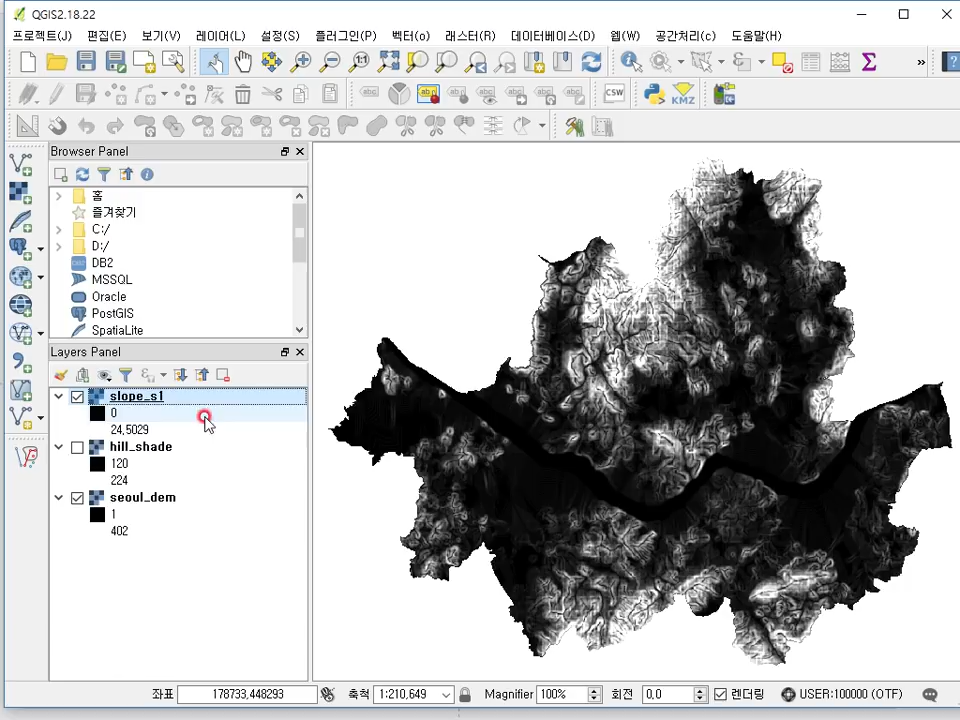 QGIS2.18.22
프로젝트(J) 편집(E) 보기(V) 레이어(L) 설정(S) 플러그인(P) 벡터(o) 래스터(R) 데이터베이스(D) 웹(W) 공간처리(c) 도움말(H)
1:1
abc
CSW
KMZ
Browser Panel
홈
즐겨찾기
C:/
D:/
DB2
MSSQL
Oracle
PostGIS
SpatiaLite
Layers Panel
slope_s1
0
24,5029
hill_shade
120
224
seoul_dem
1
402
좌표 178733,448293 축척 1:210,649 Magnifier 100% 회전 0,0 렌더링 USER:100000 (OTF)